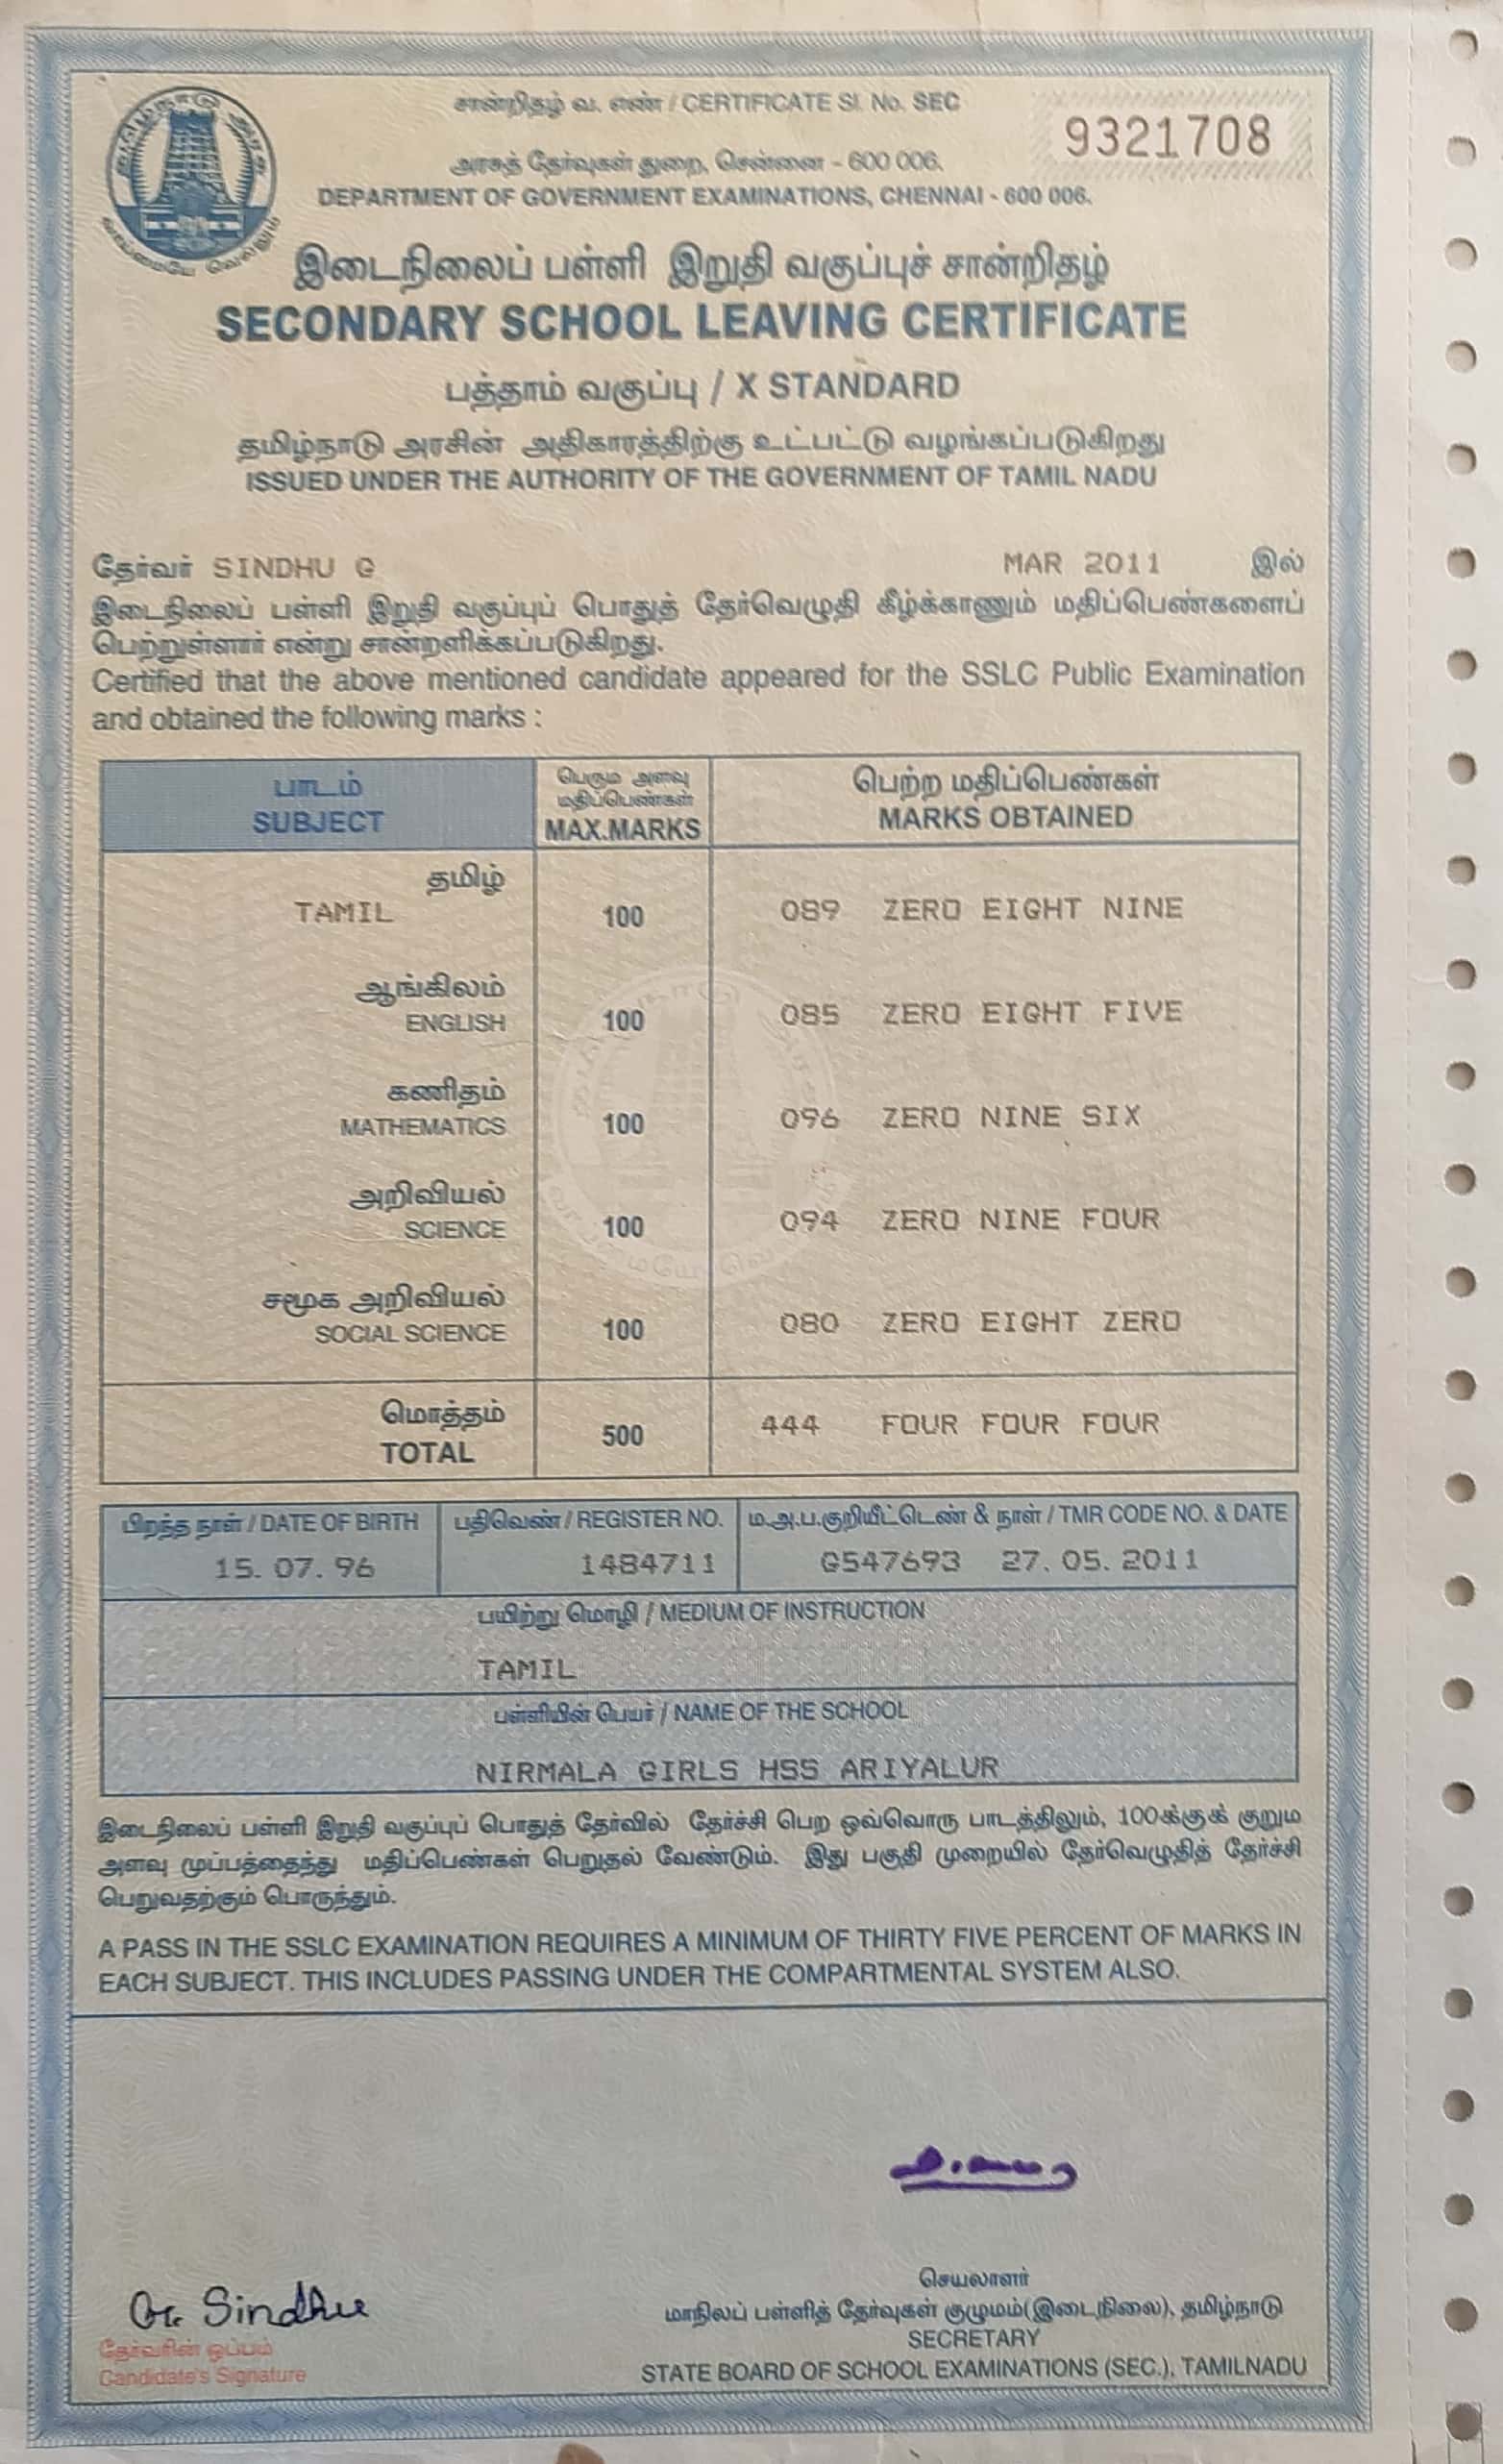 சான்றிதழ் வ. எண் / CERTIFICATE Sl. No. SEC
9321708
அரசுத் தேர்வுகள் துறை, சென்னை - 600 006.
DEPARTMENT OF GOVERNMENT EXAMINATIONS, CHENNAI - 600 006.
இடைநிலைப் பள்ளி இறுதி வகுப்புச் சான்றிதழ்
SECONDARY SCHOOL LEAVING CERTIFICATE
பத்தாம் வகுப்பு / X STANDARD
தமிழ்நாடு அரசின் அதிகாரத்திற்கு உட்பட்டு வழங்கப்படுகிறது
ISSUED UNDER THE AUTHORITY OF THE GOVERNMENT OF TAMIL NADU
தேர்வர் SINDHU G MAR 2011 இல்
இடைநிலைப் பள்ளி இறுதி வகுப்புப் பொதுத் தேர்வெழுதி கீழ்க்காணும் மதிப்பெண்களைப்
பெற்றுள்ளார் என்று சான்றளிக்கப்படுகிறது.
Certified that the above mentioned candidate appeared for the SSLC Public Examination
and obtained the following marks :
பாடம்
SUBJECT
பெரும அளவு
மதிப்பெண்கள்
MAX.MARKS
பெற்ற மதிப்பெண்கள்
MARKS OBTAINED
தமிழ்
TAMIL 100 089 ZERO EIGHT NINE
ஆங்கிலம்
ENGLISH 100 085 ZERO EIGHT FIVE
கணிதம்
MATHEMATICS 100 096 ZERO NINE SIX
அறிவியல்
SCIENCE 100 094 ZERO NINE FOUR
சமூக அறிவியல்
SOCIAL SCIENCE 100 080 ZERO EIGHT ZERO
மொத்தம்
TOTAL 500 444 FOUR FOUR FOUR
பிறந்த நாள் / DATE OF BIRTH பதிவெண் / REGISTER NO. ம.அ.ப.குறியீட்டெண் & நாள் / TMR CODE NO. & DATE
15. 07. 96 1484711 G547693 27. 05. 2011
பயிற்று மொழி / MEDIUM OF INSTRUCTION
TAMIL
பள்ளியின் பெயர் / NAME OF THE SCHOOL
NIRMALA GIRLS HSS ARIYALUR
இடைநிலைப் பள்ளி இறுதி வகுப்புப் பொதுத் தேர்வில் தேர்ச்சி பெற ஒவ்வொரு பாடத்திலும், 100க்குக் குறும
அளவு முப்பத்தைந்து மதிப்பெண்கள் பெறுதல் வேண்டும். இது பகுதி முறையில் தேர்வெழுதித் தேர்ச்சி
பெறுவதற்கும் பொருந்தும்.
A PASS IN THE SSLC EXAMINATION REQUIRES A MINIMUM OF THIRTY FIVE PERCENT OF MARKS IN
EACH SUBJECT. THIS INCLUDES PASSING UNDER THE COMPARTMENTAL SYSTEM ALSO.
G. Sindhu
தேர்வரின் ஒப்பம்
Candidate's Signature
செயலாளர்
மாநிலப் பள்ளித் தேர்வுகள் குழுமம்(இடைநிலை), தமிழ்நாடு
SECRETARY
STATE BOARD OF SCHOOL EXAMINATIONS (SEC.), TAMILNADU